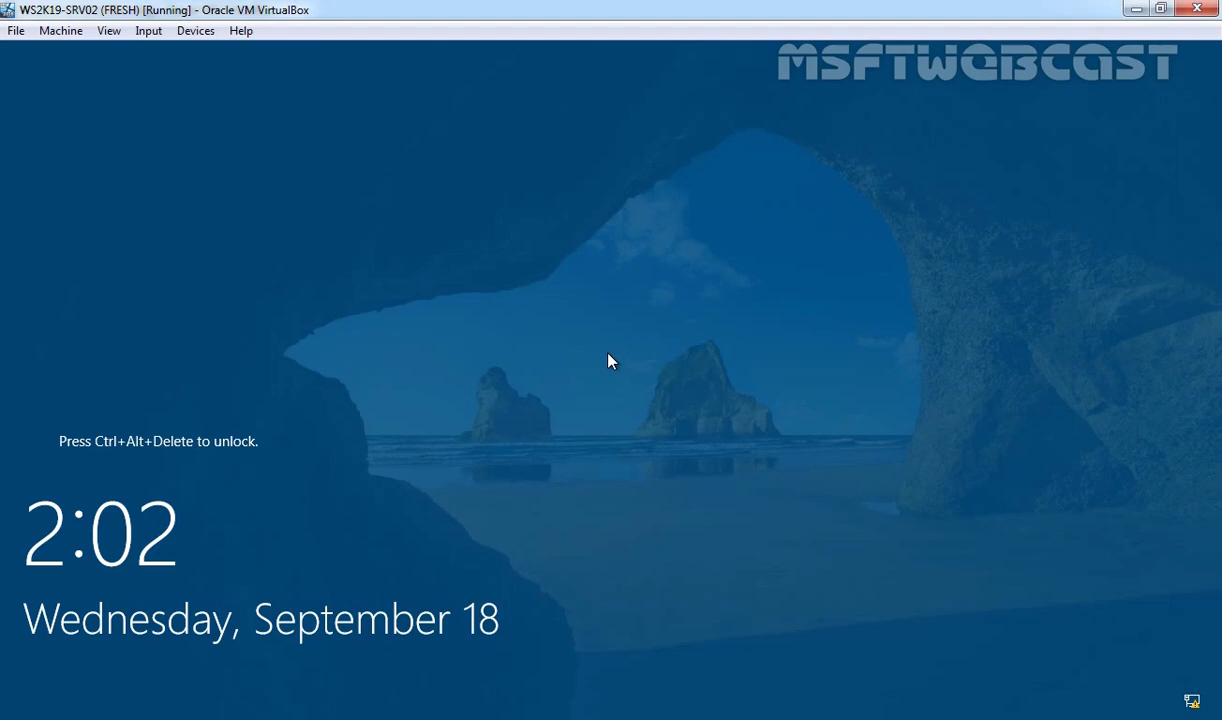 WS2K19-SRV02 (FRESH) [Running] - Oracle VM VirtualBox
File Machine View Input Devices Help
MSFTWEBCAST
Press Ctrl+Alt+Delete to unlock.
2:02
Wednesday, September 18